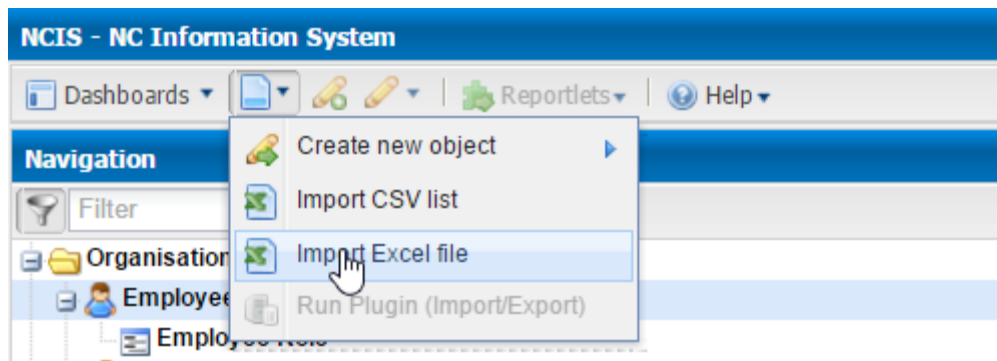 NCIS - NC Information System
Dashboards Reportlets Help
Navigation
Create new object
Filter
Import CSV list
Organisation
Import Excel file
Employee
Run Plugin (Import/Export)